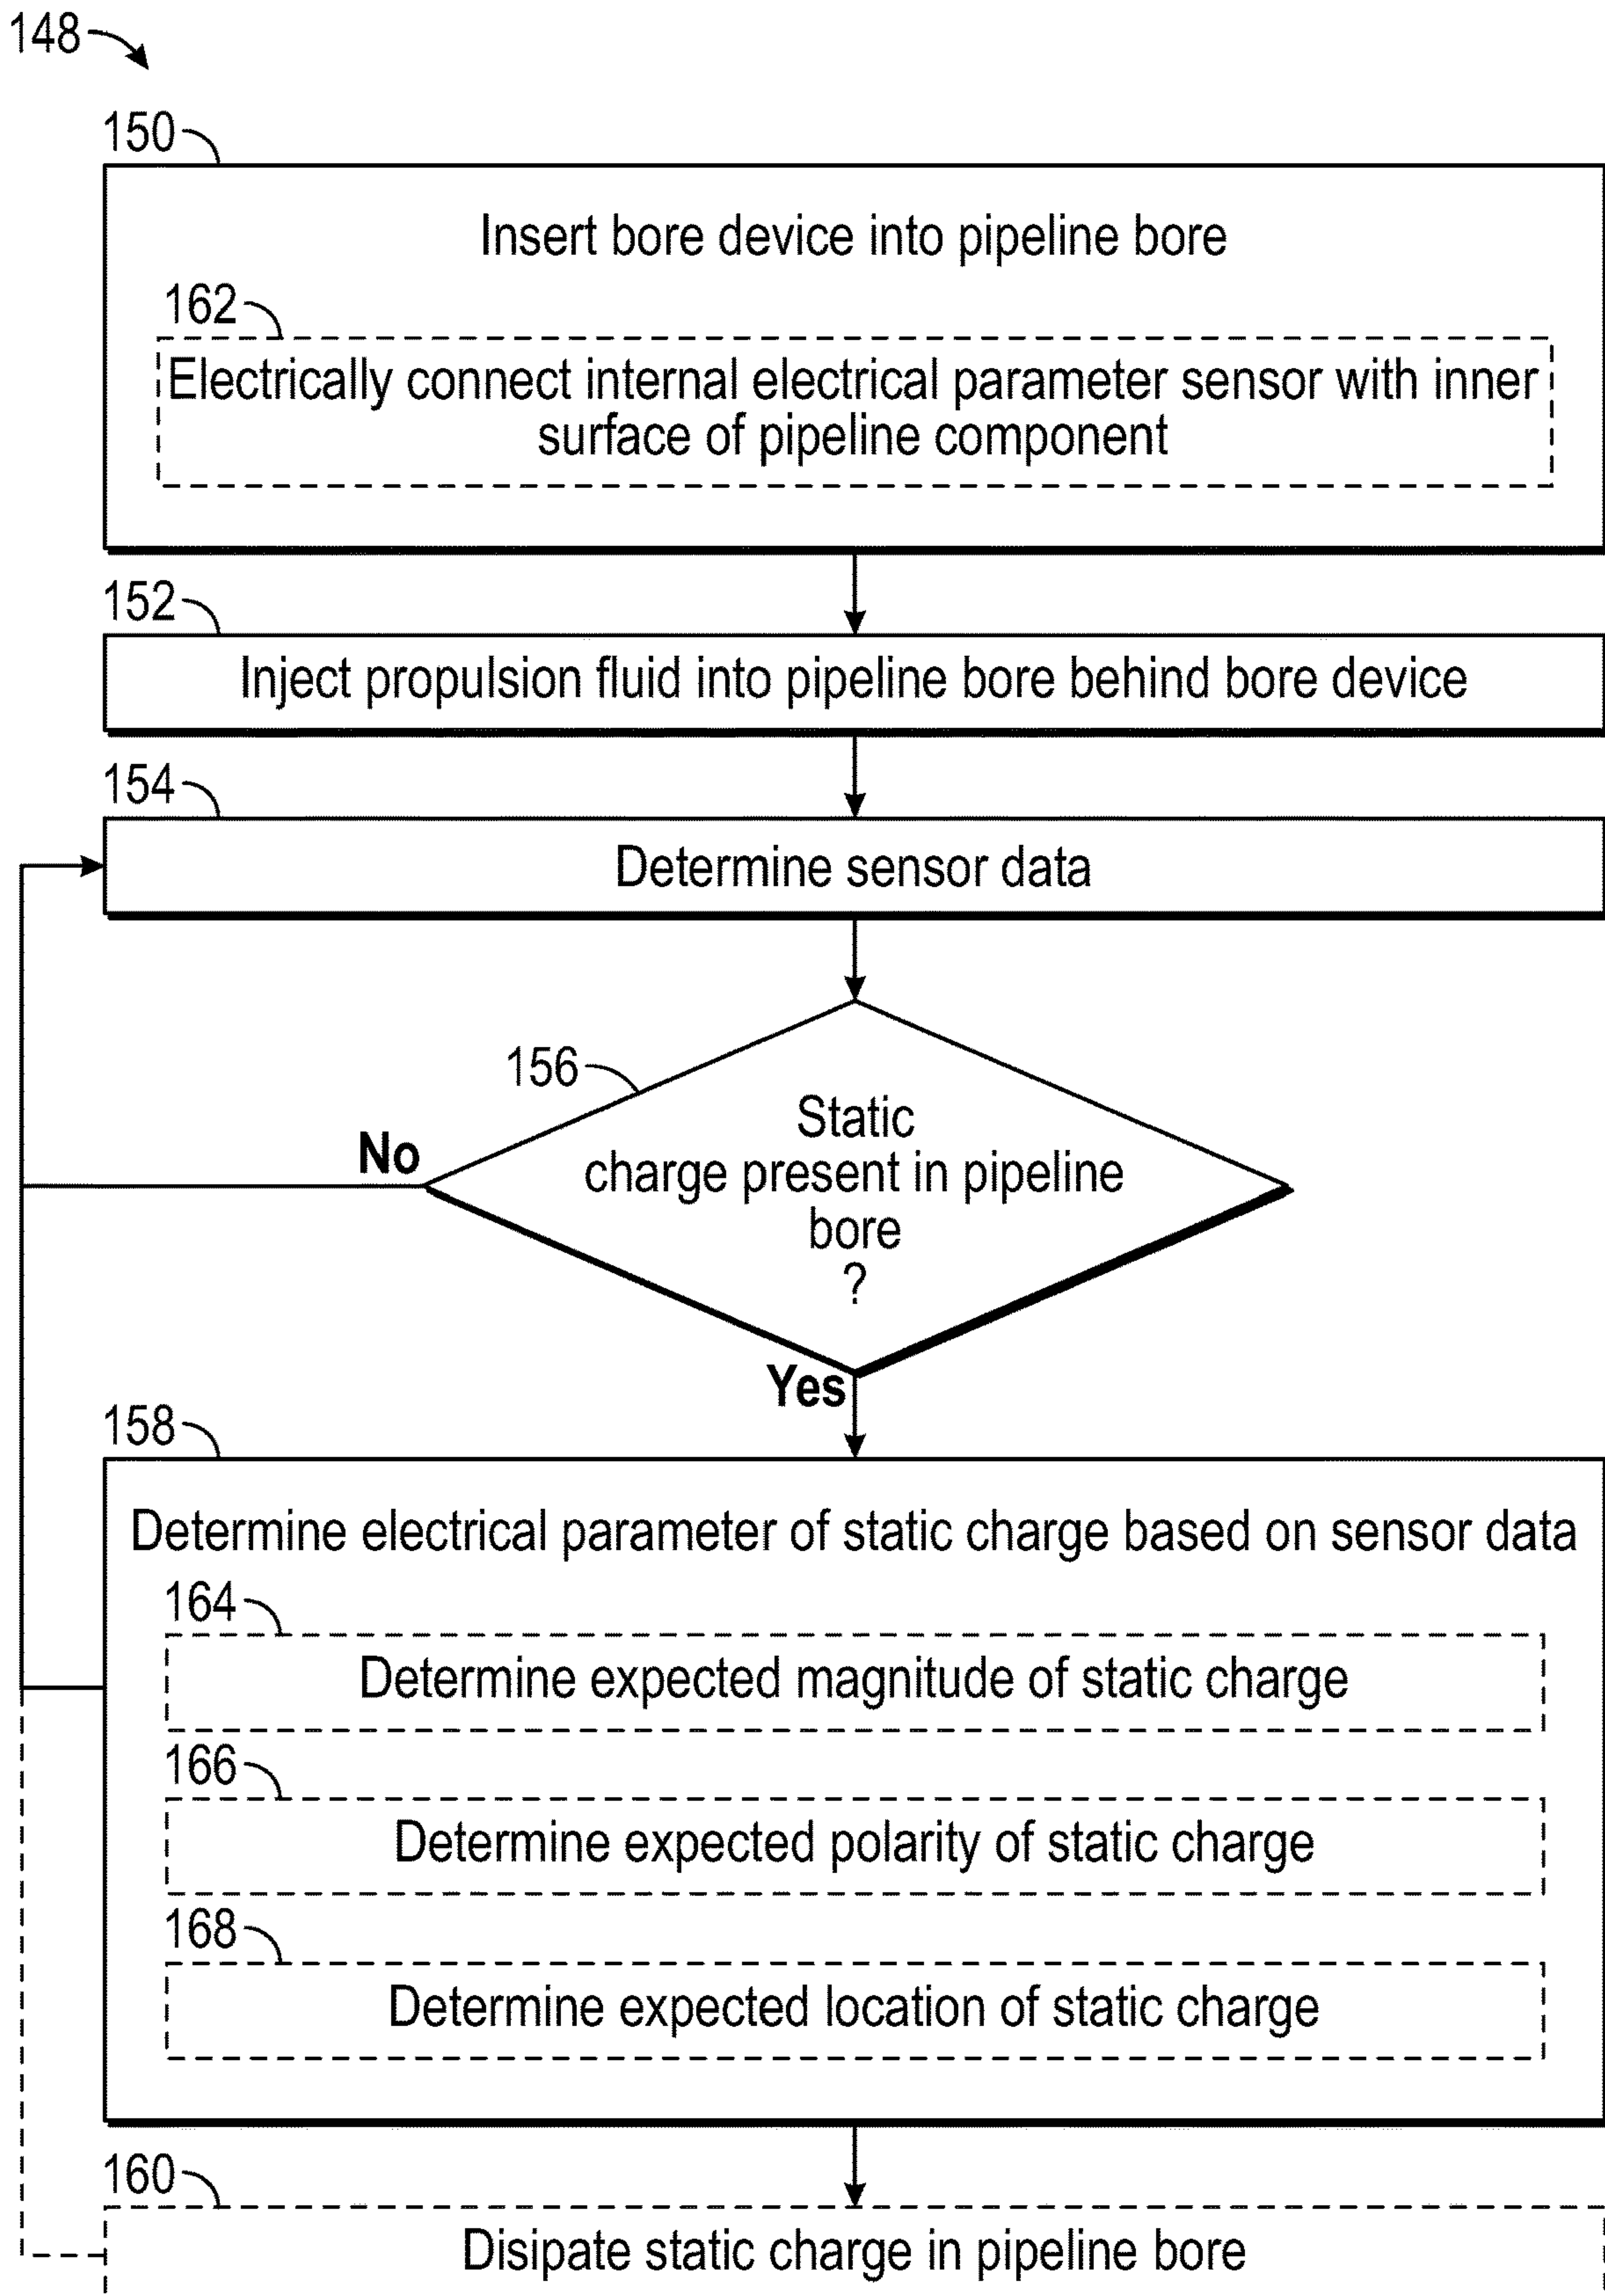 148
150
Insert bore device into pipeline bore
162
Electrically connect internal electrical parameter sensor with inner
surface of pipeline component
152
Inject propulsion fluid into pipeline bore behind bore device
154
Determine sensor data
156
Static
charge present in pipeline
bore
?
No
Yes
158
Determine electrical parameter of static charge based on sensor data
164
Determine expected magnitude of static charge
166
Determine expected polarity of static charge
168
Determine expected location of static charge
160
Disipate static charge in pipeline bore